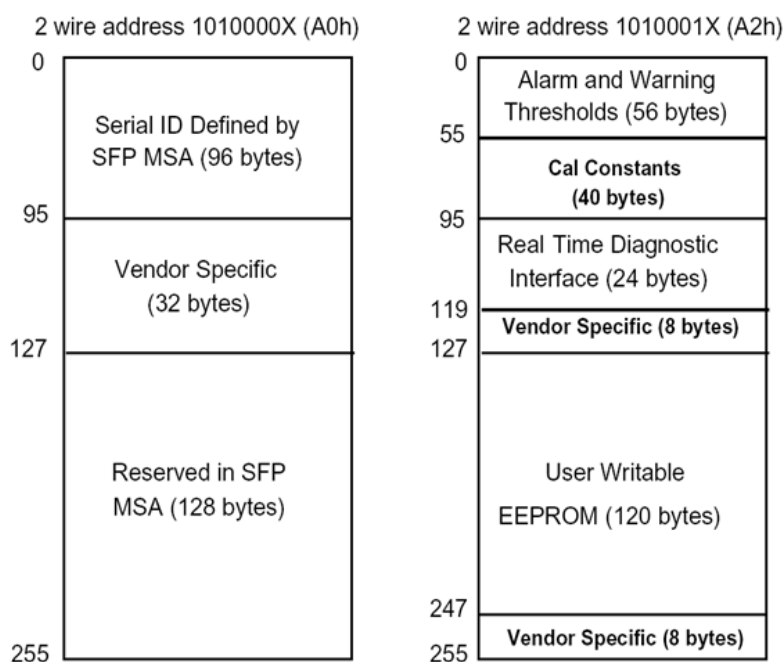 2 wire address 1010000X (A0h)
0
Serial ID Defined by
SFP MSA (96 bytes)
95
Vendor Specific
(32 bytes)
127
Reserved in SFP
MSA (128 bytes)
255
2 wire address 1010001X (A2h)
0
Alarm and Warning
Thresholds (56 bytes)
55
Cal Constants
(40 bytes)
95
Real Time Diagnostic
Interface (24 bytes)
119
Vendor Specific (8 bytes)
127
User Writable
EEPROM (120 bytes)
247
Vendor Specific (8 bytes)
255